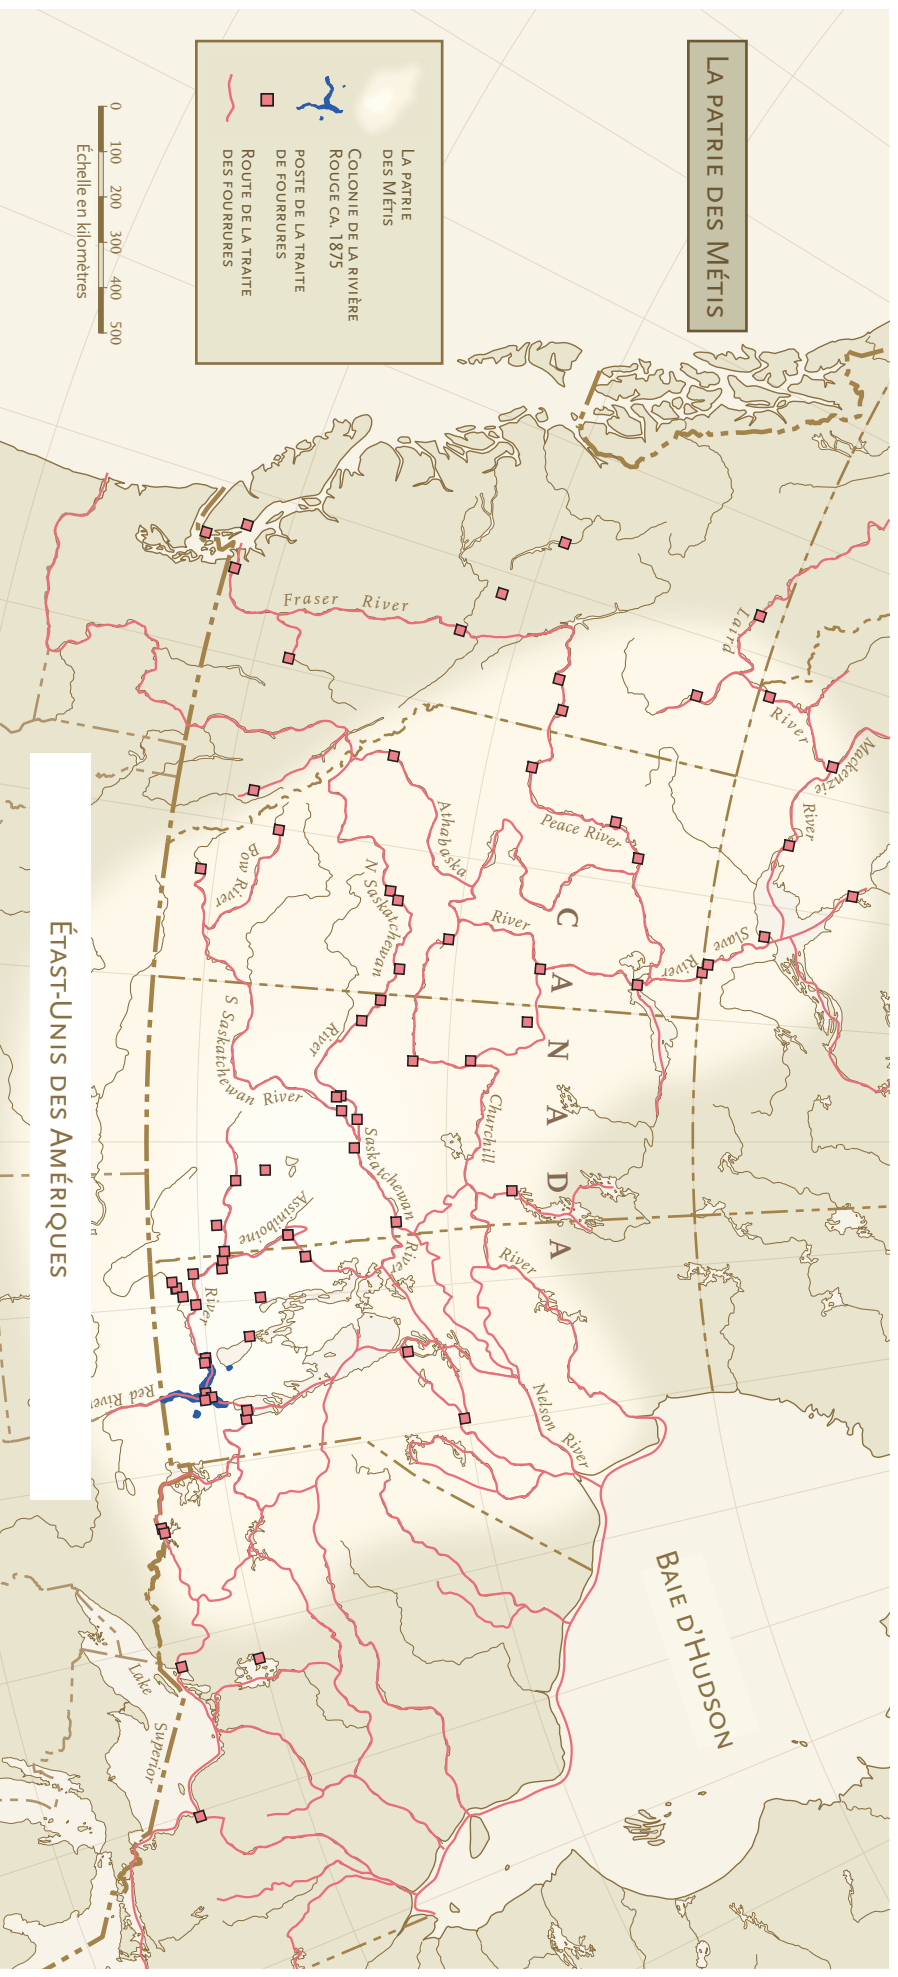 LA PATRIE DES MÉTIS
LA PATRIE
DES MÉTIS
COLONIE DE LA RIVIÈRE
ROUGE CA. 1875
POSTE DE LA TRAITE
DE FOURRURES
ROUTE DE LA TRAITE
DES FOURRURES
0 100 200 300 400 500
Échelle en kilomètres
Laird
River
Mackenzie
River
Fraser River
Peace River
Athabaska
River
Slave
River
CANADA
Bow River
N Saskatchewan
River
S Saskatchewan River
Saskatchewan
River
Churchill
River
Assiniboine
River
Nelson River
Red River
BAIE D'HUDSON
Lake
Superior
ÉTAST-UNIS DES AMÉRIQUES